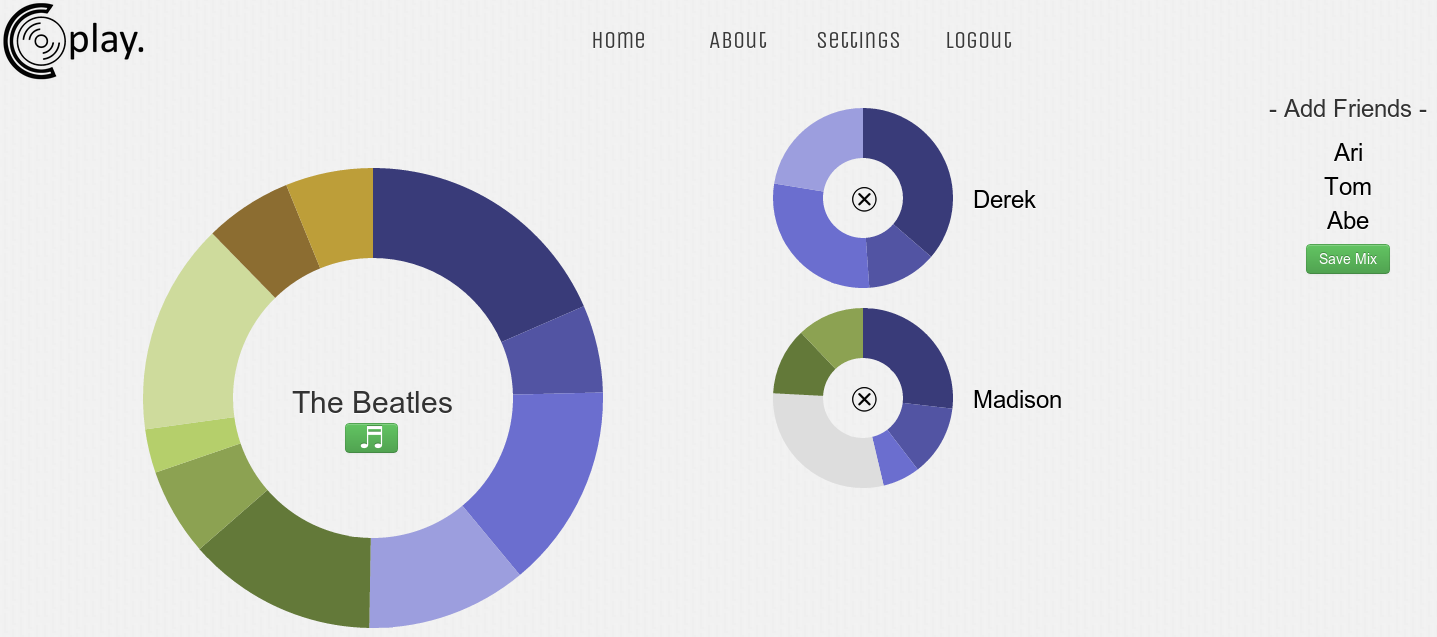 play.
Home
About
Settings
Logout
The Beatles
Derek
Madison
- Add Friends -
Ari
Tom
Abe
Save Mix